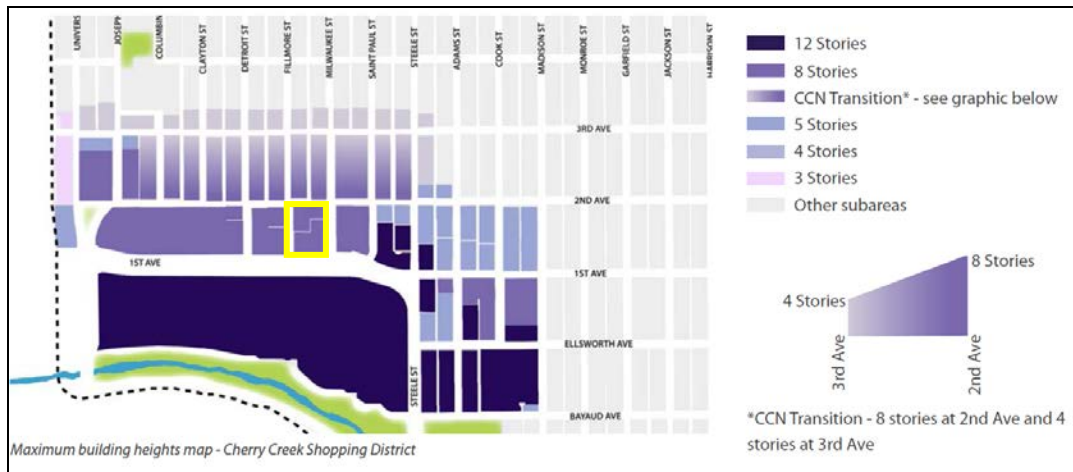 UNIVERS
JOSEPH
COLUMBIN
CLAYTON ST
DETROIT ST
FILLMORE ST
MILWAUKEE ST
SAINT PAUL ST
STEELE ST
ADAMS ST
COOK ST
MADISON ST
MONROE ST
GARFIELD ST
JACKSON ST
HARRISON ST
3RD AVE
2ND AVE
1ST AVE
1ST AVE
ELLSWORTH AVE
STEELE ST
BAYAUD AVE
Maximum building heights map - Cherry Creek Shopping District
12 Stories
8 Stories
CCN Transition* - see graphic below
5 Stories
4 Stories
3 Stories
Other subareas
8 Stories
4 Stories
3rd Ave
2nd Ave
*CCN Transition - 8 stories at 2nd Ave and 4
stories at 3rd Ave